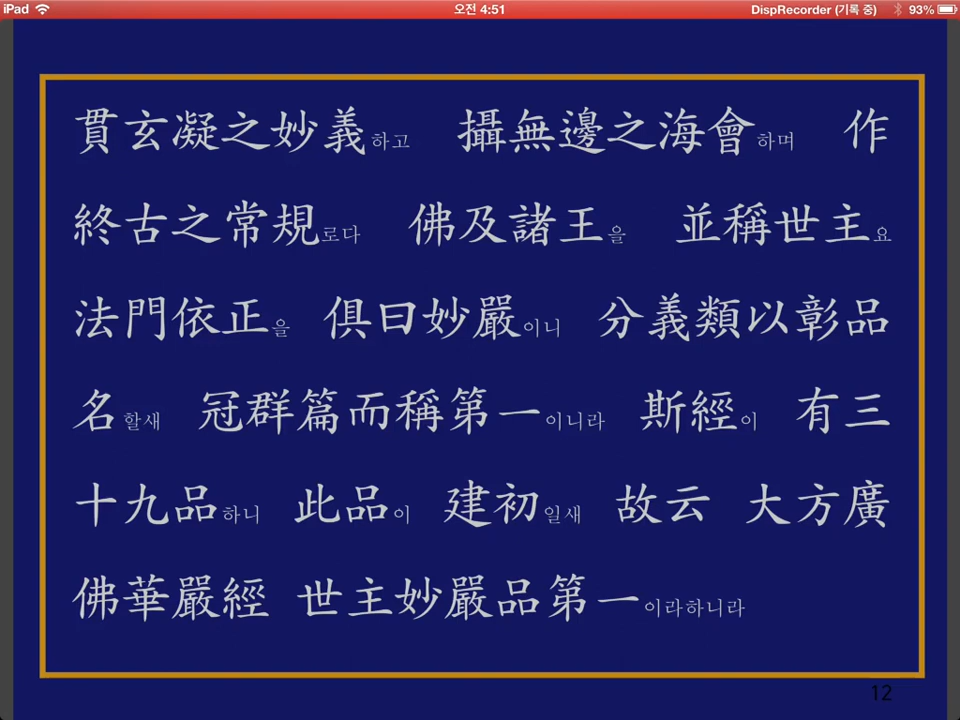 iPad 오전 4:51 DispRecorder (기록 중) 93%
貫玄凝之妙義하고 攝無邊之海會하며 作
終古之常規로다 佛及諸王을 並稱世主요
法門依正을 俱曰妙嚴이니 分義類以彰品
名할새 冠群篇而稱第一이니라 斯經이 有三
十九品하니 此品이 建初일새 故云 大方廣
佛華嚴經 世主妙嚴品第一이라하니라
12